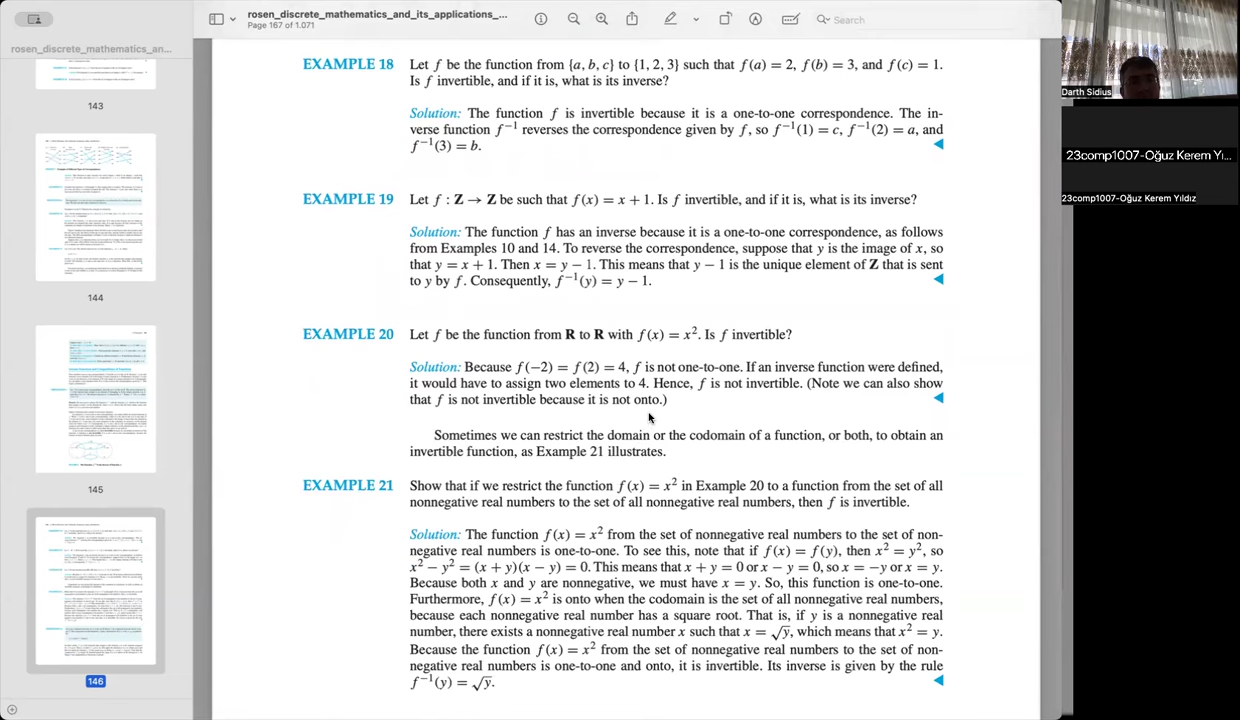 rosen_discrete_mathematics_and_its_applications_...
Page 167 of 1.071
Search
rosen_discrete_mathematics_an...
143
144
145
146
EXAMPLE 18 Let f be the function from {a, b, c} to {1, 2, 3} such that f(a) = 2, f(b) = 3, and f(c) = 1.
Is f invertible, and if it is, what is its inverse?
Solution: The function f is invertible because it is a one-to-one correspondence. The in-
verse function f⁻¹ reverses the correspondence given by f, so f⁻¹(1) = c, f⁻¹(2) = a, and
f⁻¹(3) = b.
EXAMPLE 19 Let f : Z → Z be such that f(x) = x + 1. Is f invertible, and if it is, what is its inverse?
Solution: The function f has an inverse because it is a one-to-one correspondence, as follows
from Examples 10 and 14. To reverse the correspondence, suppose that y is the image of x, so
that y = x + 1. Then x = y − 1. This means that y − 1 is the unique element of Z that is sent
to y by f. Consequently, f⁻¹(y) = y − 1.
EXAMPLE 20 Let f be the function from R to R with f(x) = x². Is f invertible?
Solution: Because f(−2) = f(2) = 4, f is not one-to-one. If an inverse function were defined,
it would have to assign two elements to 4. Hence, f is not invertible. (Note we can also show
that f is not invertible because it is not onto.)
Sometimes we can restrict the domain or the codomain of a function, or both, to obtain an
invertible function, as Example 21 illustrates.
EXAMPLE 21 Show that if we restrict the function f(x) = x² in Example 20 to a function from the set of all
nonnegative real numbers to the set of all nonnegative real numbers, then f is invertible.
Solution: The function f(x) = x² from the set of nonnegative real numbers to the set of non-
negative real numbers is one-to-one. To see this, note that if f(x) = f(y), then x² = y², so
x² − y² = (x + y)(x − y) = 0. This means that x + y = 0 or x − y = 0, so x = −y or x = y.
Because both x and y are nonnegative, we must have x = y. So, this function is one-to-one.
Furthermore, f(x) = x² is onto when the codomain is the set of all nonnegative real numbers,
because each nonnegative real number has a square root. That is, if y is a nonnegative real
number, there exists a nonnegative real number x such that x = √y, which means that x² = y.
Because the function f(x) = x² from the set of nonnegative real numbers to the set of non-
negative real numbers is one-to-one and onto, it is invertible. Its inverse is given by the rule
f⁻¹(y) = √y.
Darth Sidius
23comp1007-Oğuz Kerem Yı...
23comp1007-Oğuz Kerem Yıldız